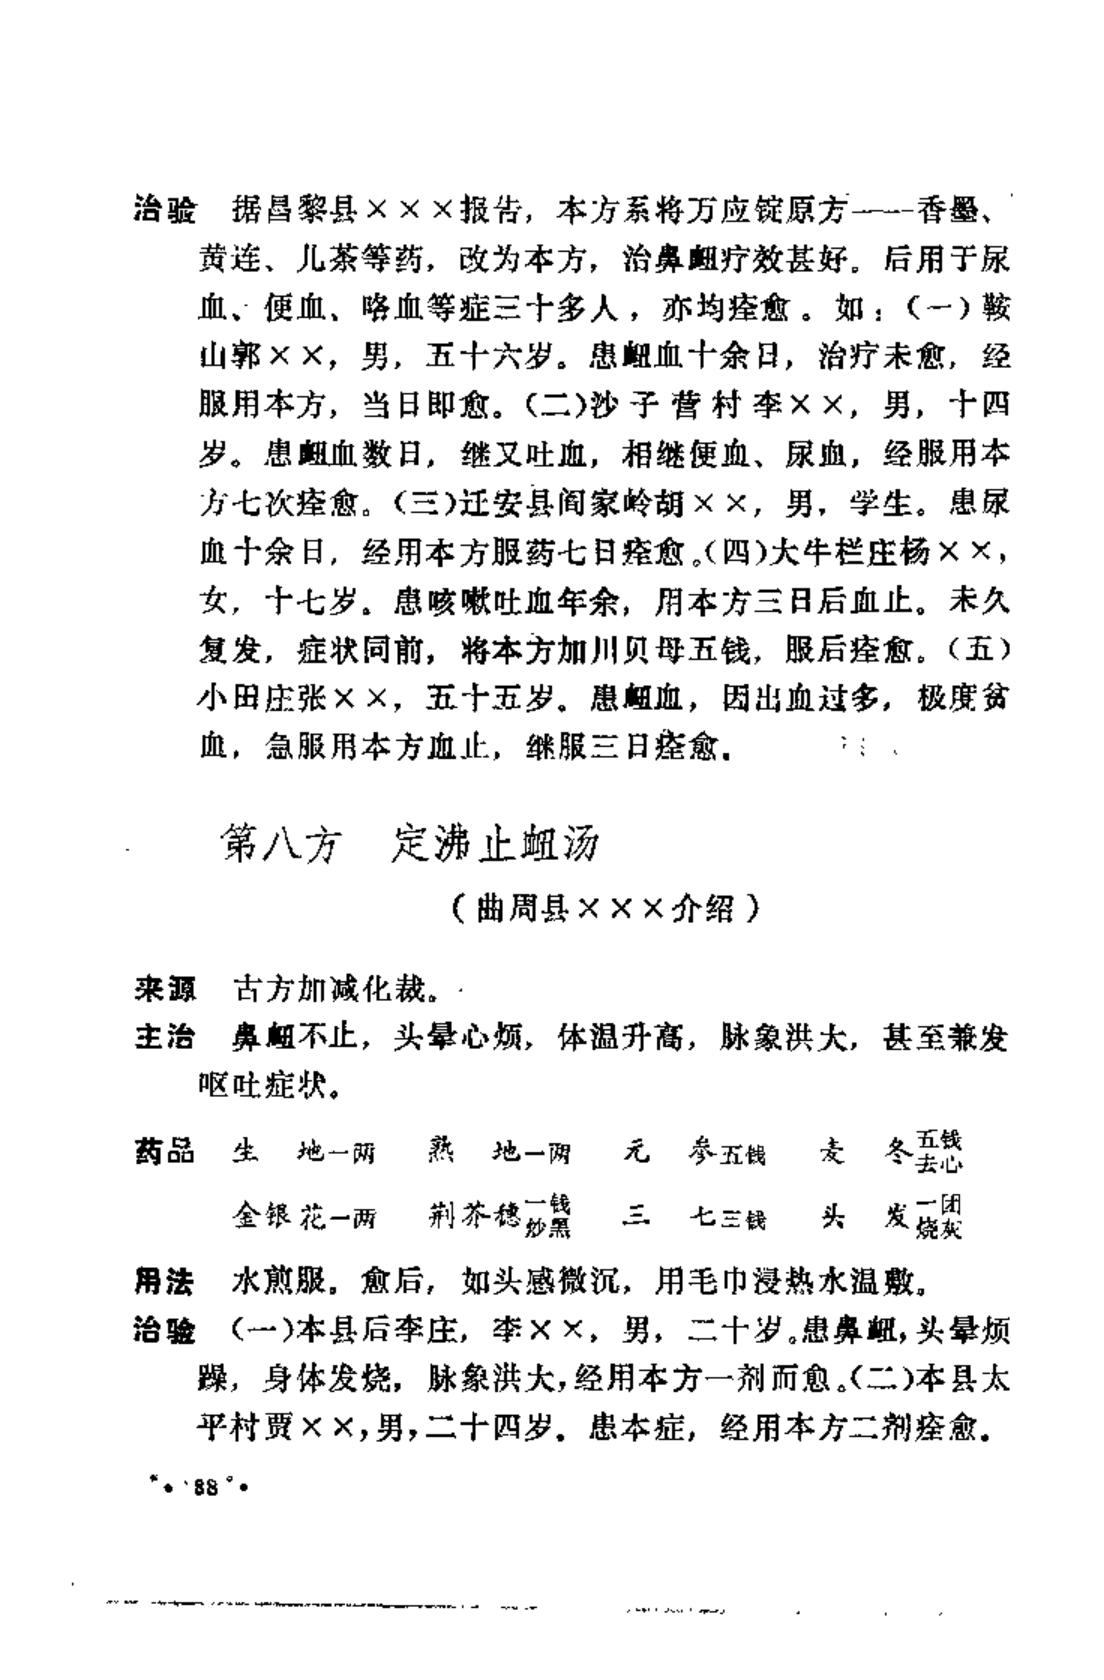 治验　据昌黎县×××报告，本方系将万应锭原方——香墨、
黄连、儿茶等药，改为本方，治鼻衄疗效甚好。后用于尿
血、便血、咯血等症三十多人，亦均痊愈。如：（一）鞍
山郭××，男，五十六岁。患衄血十余日，治疗未愈，经
服用本方，当日即愈。（二）沙子营村李××，男，十四
岁。患衄血数日，继又吐血，相继便血、尿血，经服用本
方七次痊愈。（三）迁安县阎家岭胡××，男，学生。患尿
血十余日，经用本方服药七日痊愈。（四）大牛栏庄杨××，
女，十七岁。患咳嗽吐血年余，用本方三日后血止。未久
复发，症状同前，将本方加川贝母五钱，服后痊愈。（五）
小田庄张××，五十五岁。患衄血，因出血过多，极度贫
血，急服用本方血止，继服三日痊愈。
第八方　定沸止衄汤
（曲周县×××介绍）
来源　古方加减化裁。
主治　鼻衄不止，头晕心烦，体温升高，脉象洪大，甚至兼发
呕吐症状。
药品　生　地一两　熟　地一两　元　参五钱　麦　冬五钱去心
金银花一两　荆芥穗一钱炒黑　三　七三钱　头　发一团烧灰
用法　水煎服。愈后，如头感微沉，用毛巾浸热水温敷。
治验　（一）本县后李庄，李××，男，二十岁。患鼻衄，头晕烦
躁，身体发烧，脉象洪大，经用本方一剂而愈。（二）本县太
平村贾××，男，二十四岁。患本症，经用本方二剂痊愈。
• 88 •